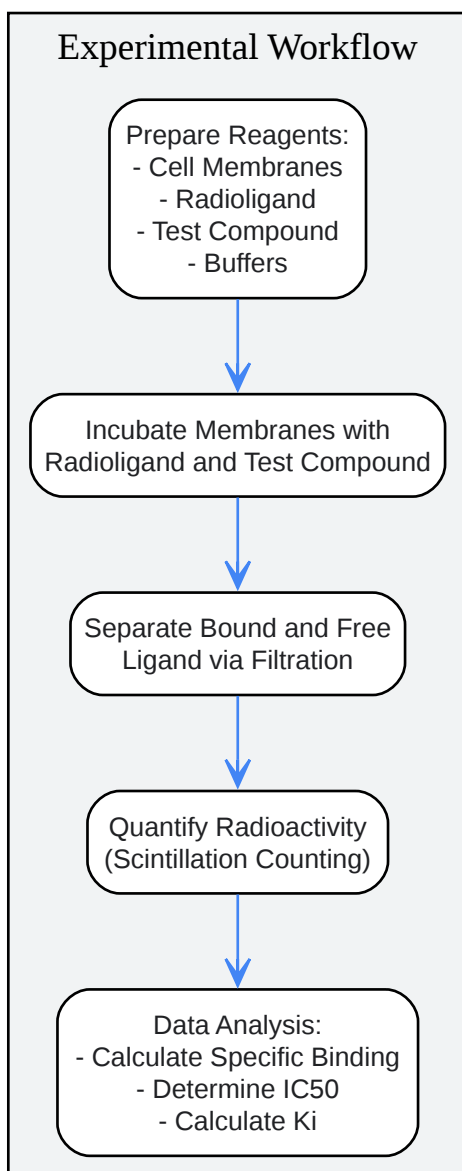 Experimental Workflow
Prepare Reagents:
- Cell Membranes
- Radioligand
- Test Compound
- Buffers
Incubate Membranes with
Radioligand and Test Compound
Separate Bound and Free
Ligand via Filtration
Quantify Radioactivity
(Scintillation Counting)
Data Analysis:
- Calculate Specific Binding
- Determine IC50
- Calculate Ki